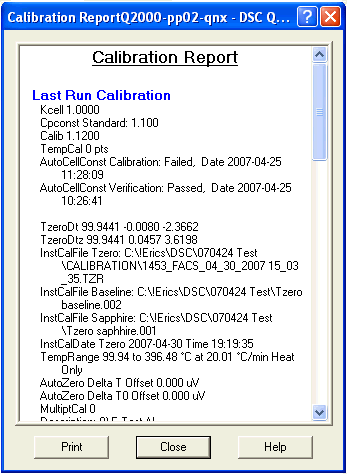 Calibration ReportQ2000-pp02-qnx - DSC Q...
Calibration Report
Last Run Calibration
Kcell 1.0000
Cpconst Standard: 1.100
Calib 1.1200
TempCal 0 pts
AutoCellConst Calibration: Failed, Date 2007-04-25
11:28:09
AutoCellConst Verification: Passed, Date 2007-04-25
10:26:41
TzeroDt 99.9441 -0.0080 -2.3662
TzeroDtz 99.9441 0.0457 3.6198
InstCalFile Tzero: C:\!Erics\DSC\070424 Test
\CALIBRATION\1453_FACS_04_30_2007 15_03
_35.TZR
InstCalFile Baseline: C:\!Erics\DSC\070424 Test\Tzero
baseline.002
InstCalFile Sapphire: C:\!Erics\DSC\070424 Test
\Tzero saphhire.001
InstCalDate Tzero 2007-04-30 Time 19:19:35
TempRange 99.94 to 396.48 °C at 20.01 °C/min Heat
Only
AutoZero Delta T Offset 0.000 uV
AutoZero Delta T0 Offset 0.000 uV
MultiptCal 0
Print Close Help